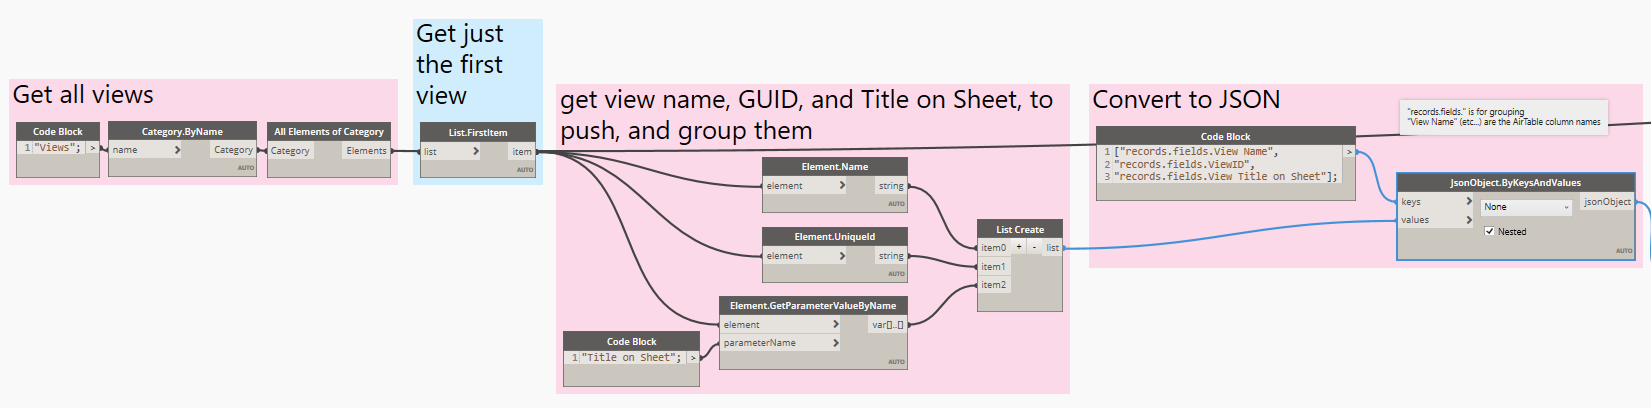 Get all views
Code Block
1 "Views"; >
Category.ByName
name > Category
AUTO
All Elements of Category
Category Elements
AUTO
Get just
the first
view
List.FirstItem
list > item
AUTO
get view name, GUID, and Title on Sheet, to
push, and group them
Element.Name
element > string
AUTO
Element.UniqueId
element > string
AUTO
Element.GetParameterValueByName
element > var[]..[]
parameterName >
AUTO
Code Block
1 "Title on Sheet"; >
List Create
item0 + - list
item1
item2
Convert to JSON
"records.fields." is for grouping
"View Name" (etc...) are the AirTable column names
Code Block
1 ["records.fields.View Name", >
2 "records.fields.ViewID",
3 "records.fields.View Title on Sheet"];
JsonObject.ByKeysAndValues
keys > None jsonObject
values > Nested
AUTO